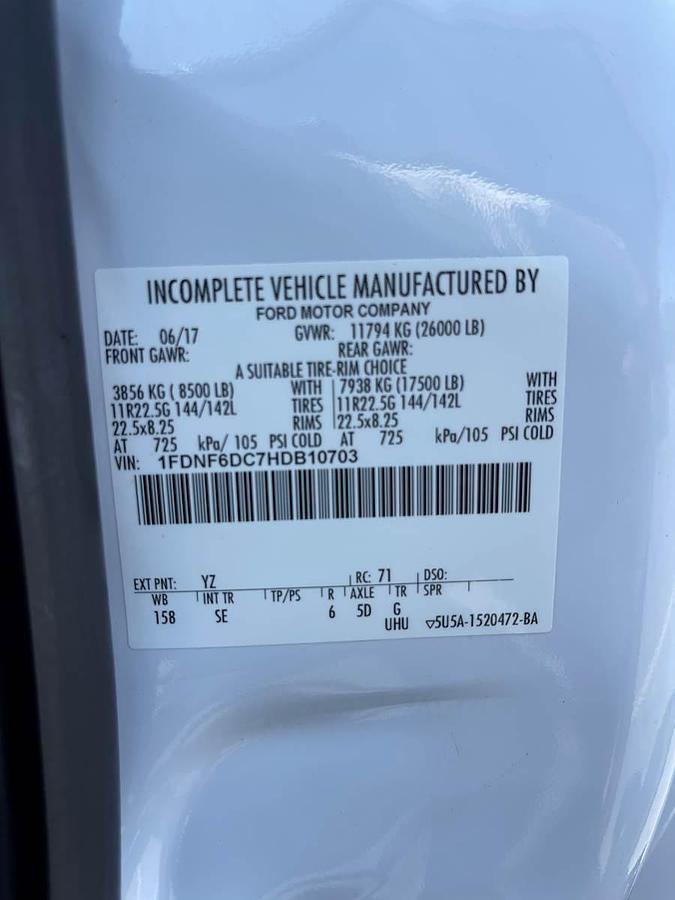 INCOMPLETE VEHICLE MANUFACTURED BY
FORD MOTOR COMPANY
DATE: 06/17 GVWR: 11794 KG (26000 LB)
FRONT GAWR: REAR GAWR:
A SUITABLE TIRE-RIM CHOICE
3856 KG ( 8500 LB) WITH 7938 KG (17500 LB) WITH
11R22.5G 144/142L TIRES 11R22.5G 144/142L TIRES
22.5x8.25 RIMS 22.5x8.25 RIMS
AT 725 kPa/ 105 PSI COLD AT 725 kPa/105 PSI COLD
VIN: 1FDNF6DC7HDB10703
EXT PNT: YZ RC: 71 DSO:
WB INT TR TP/PS R AXLE TR SPR
158 SE 6 5D G
UHU ▽5U5A-1520472-BA